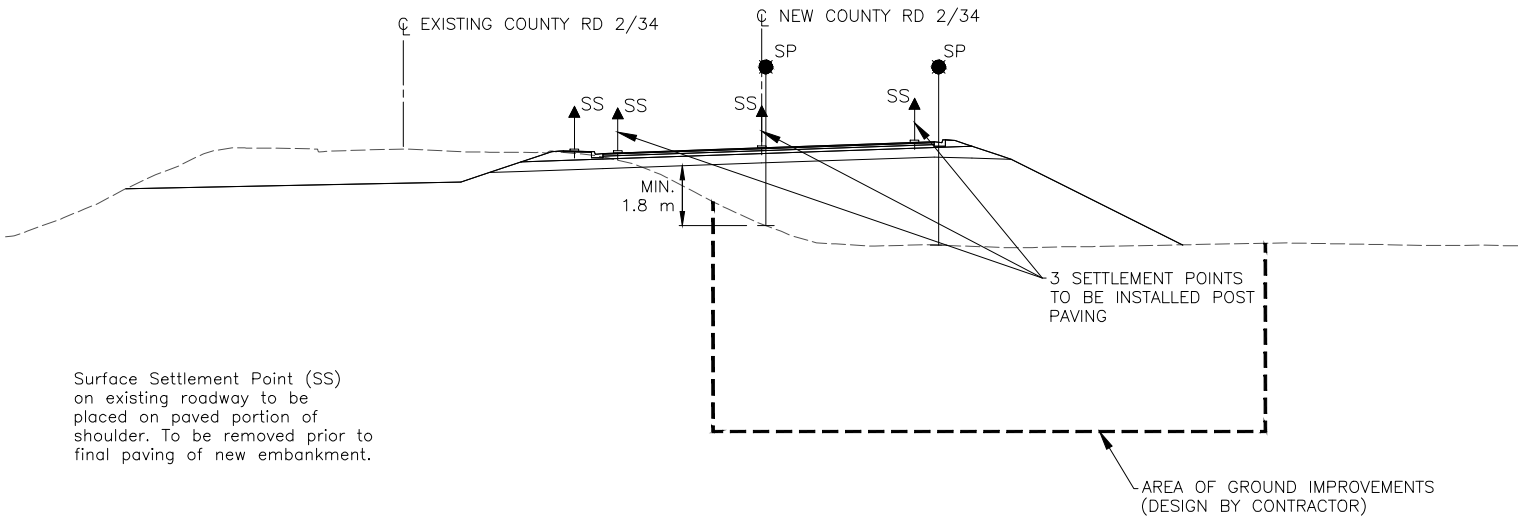 ℄ EXISTING COUNTY RD 2/34
℄ NEW COUNTY RD 2/34
SP
SP
SS
SS
SS
SS
MIN.
1.8 m
3 SETTLEMENT POINTS
TO BE INSTALLED POST
PAVING
Surface Settlement Point (SS)
on existing roadway to be
placed on paved portion of
shoulder. To be removed prior to
final paving of new embankment.
AREA OF GROUND IMPROVEMENTS
(DESIGN BY CONTRACTOR)